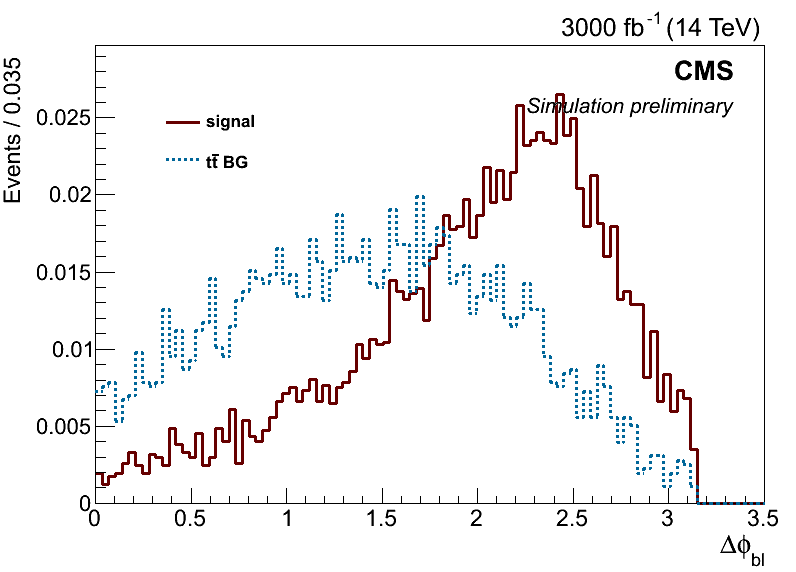 3000 fb⁻¹ (14 TeV)
CMS
Simulation preliminary
Events / 0.035
signal
tt̄ BG
0.025
0.02
0.015
0.01
0.005
0
0 0.5 1 1.5 2 2.5 3 3.5
Δϕ_bl